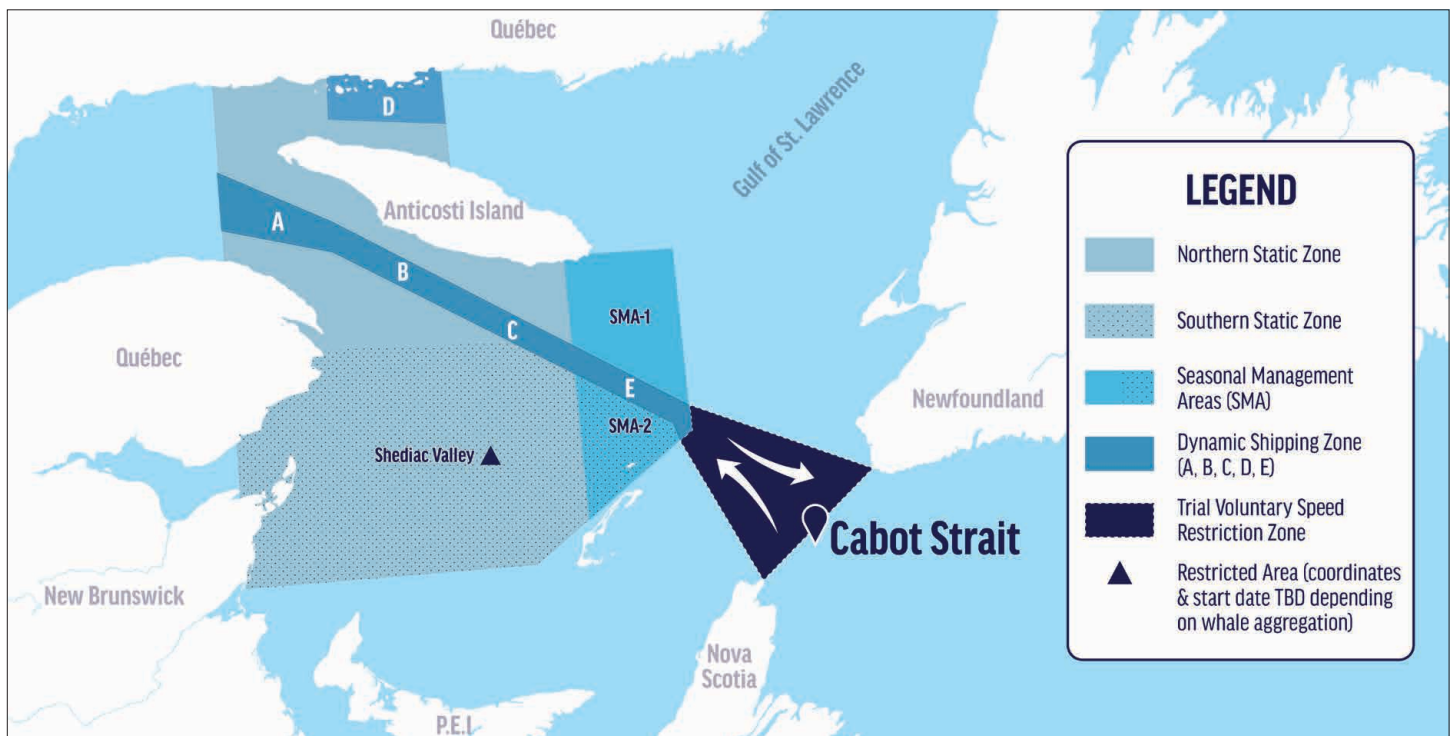 Québec
D
Gulf of St. Lawrence
Anticosti Island
A
B
C
SMA-1
E
SMA-2
Québec
Shediac Valley
Newfoundland
Cabot Strait
New Brunswick
Nova
Scotia
P.E.I
LEGEND
Northern Static Zone
Southern Static Zone
Seasonal Management
Areas (SMA)
Dynamic Shipping Zone
(A, B, C, D, E)
Trial Voluntary Speed
Restriction Zone
Restricted Area (coordinates
& start date TBD depending
on whale aggregation)